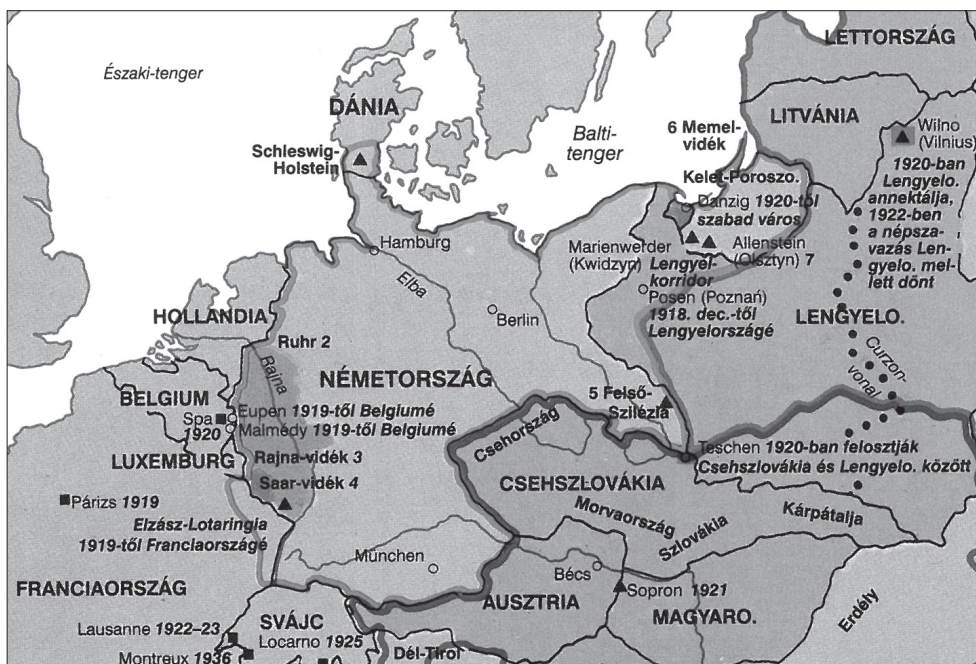 Északi-tenger
DÁNIA
Schleswig-
Holstein
Balti-
tenger
6 Memel-
vidék
LETTORSZÁG
LITVÁNIA
Wilno
(Vilnius)
1920-ban
Lengyelo.
annektálja,
1922-ben
a népsza-
vazás Len-
gyelo. mel-
lett dönt
Kelet-Poroszo.
Danzig 1920-től
szabad város
Marienwerder
(Kwidzyn)
Allenstein
(Olsztyn) 7
Lengyel-
korridor
Posen (Poznań)
1918. dec.-től
Lengyelországé
LENGYELO.
Curzon-
vonal
Hamburg
Elba
Berlin
HOLLANDIA
Ruhr 2
Rajna
NÉMETORSZÁG
BELGIUM
Spa
1920
Eupen 1919-től Belgiumé
Malmédy 1919-től Belgiumé
LUXEMBURG
Rajna-vidék 3
Saar-vidék 4
Párizs 1919
Elzász-Lotaringia
1919-től Franciaországé
FRANCIAORSZÁG
München
5 Felső-
Szilézia
Csehország
Teschen 1920-ban felosztják
Csehszlovákia és Lengyelo. között
CSEHSZLOVÁKIA
Morvaország
Szlovákia
Kárpátalja
Bécs
AUSZTRIA
Sopron 1921
MAGYARO.
Erdély
SVÁJC
Lausanne 1922–23
Locarno 1925
Montreux 1936
Dél-Tirol